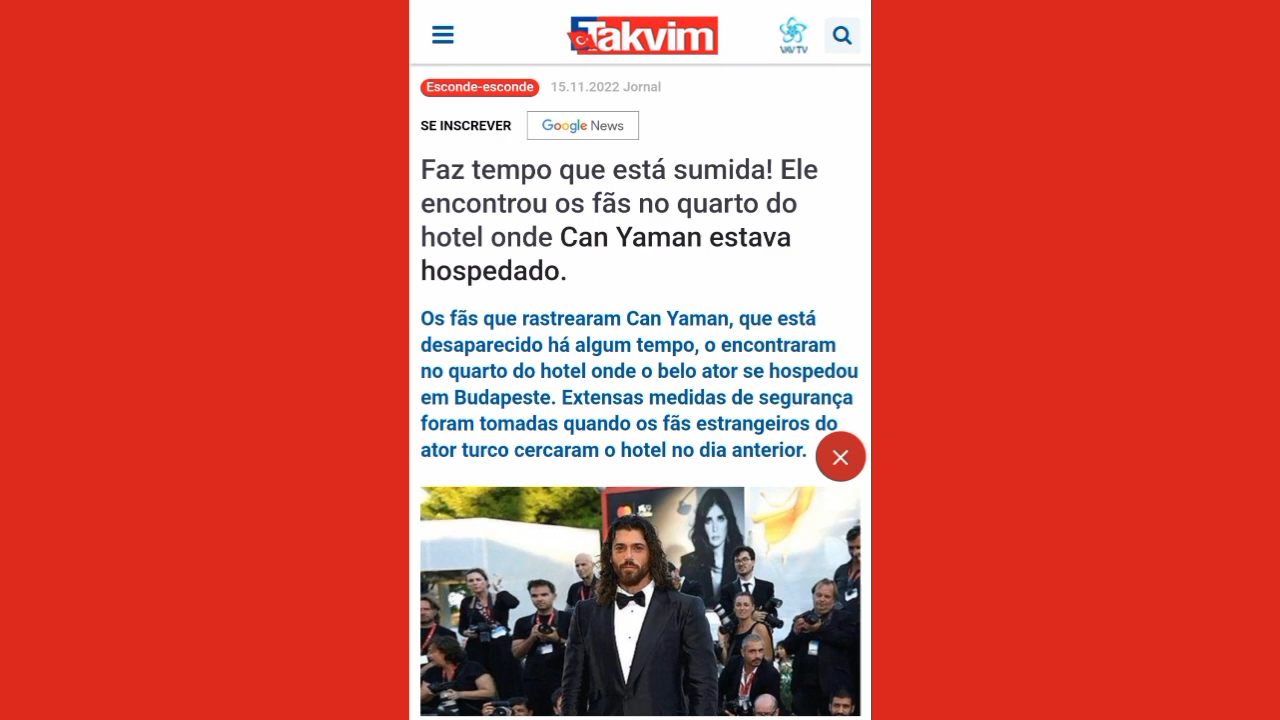 Takvim
VAV TV
Esconde-esconde 15.11.2022 Jornal
SE INSCREVER Google News
Faz tempo que está sumida! Ele
encontrou os fãs no quarto do
hotel onde Can Yaman estava
hospedado.
Os fãs que rastrearam Can Yaman, que está
desaparecido há algum tempo, o encontraram
no quarto do hotel onde o belo ator se hospedou
em Budapeste. Extensas medidas de segurança
foram tomadas quando os fãs estrangeiros do
ator turco cercaram o hotel no dia anterior.